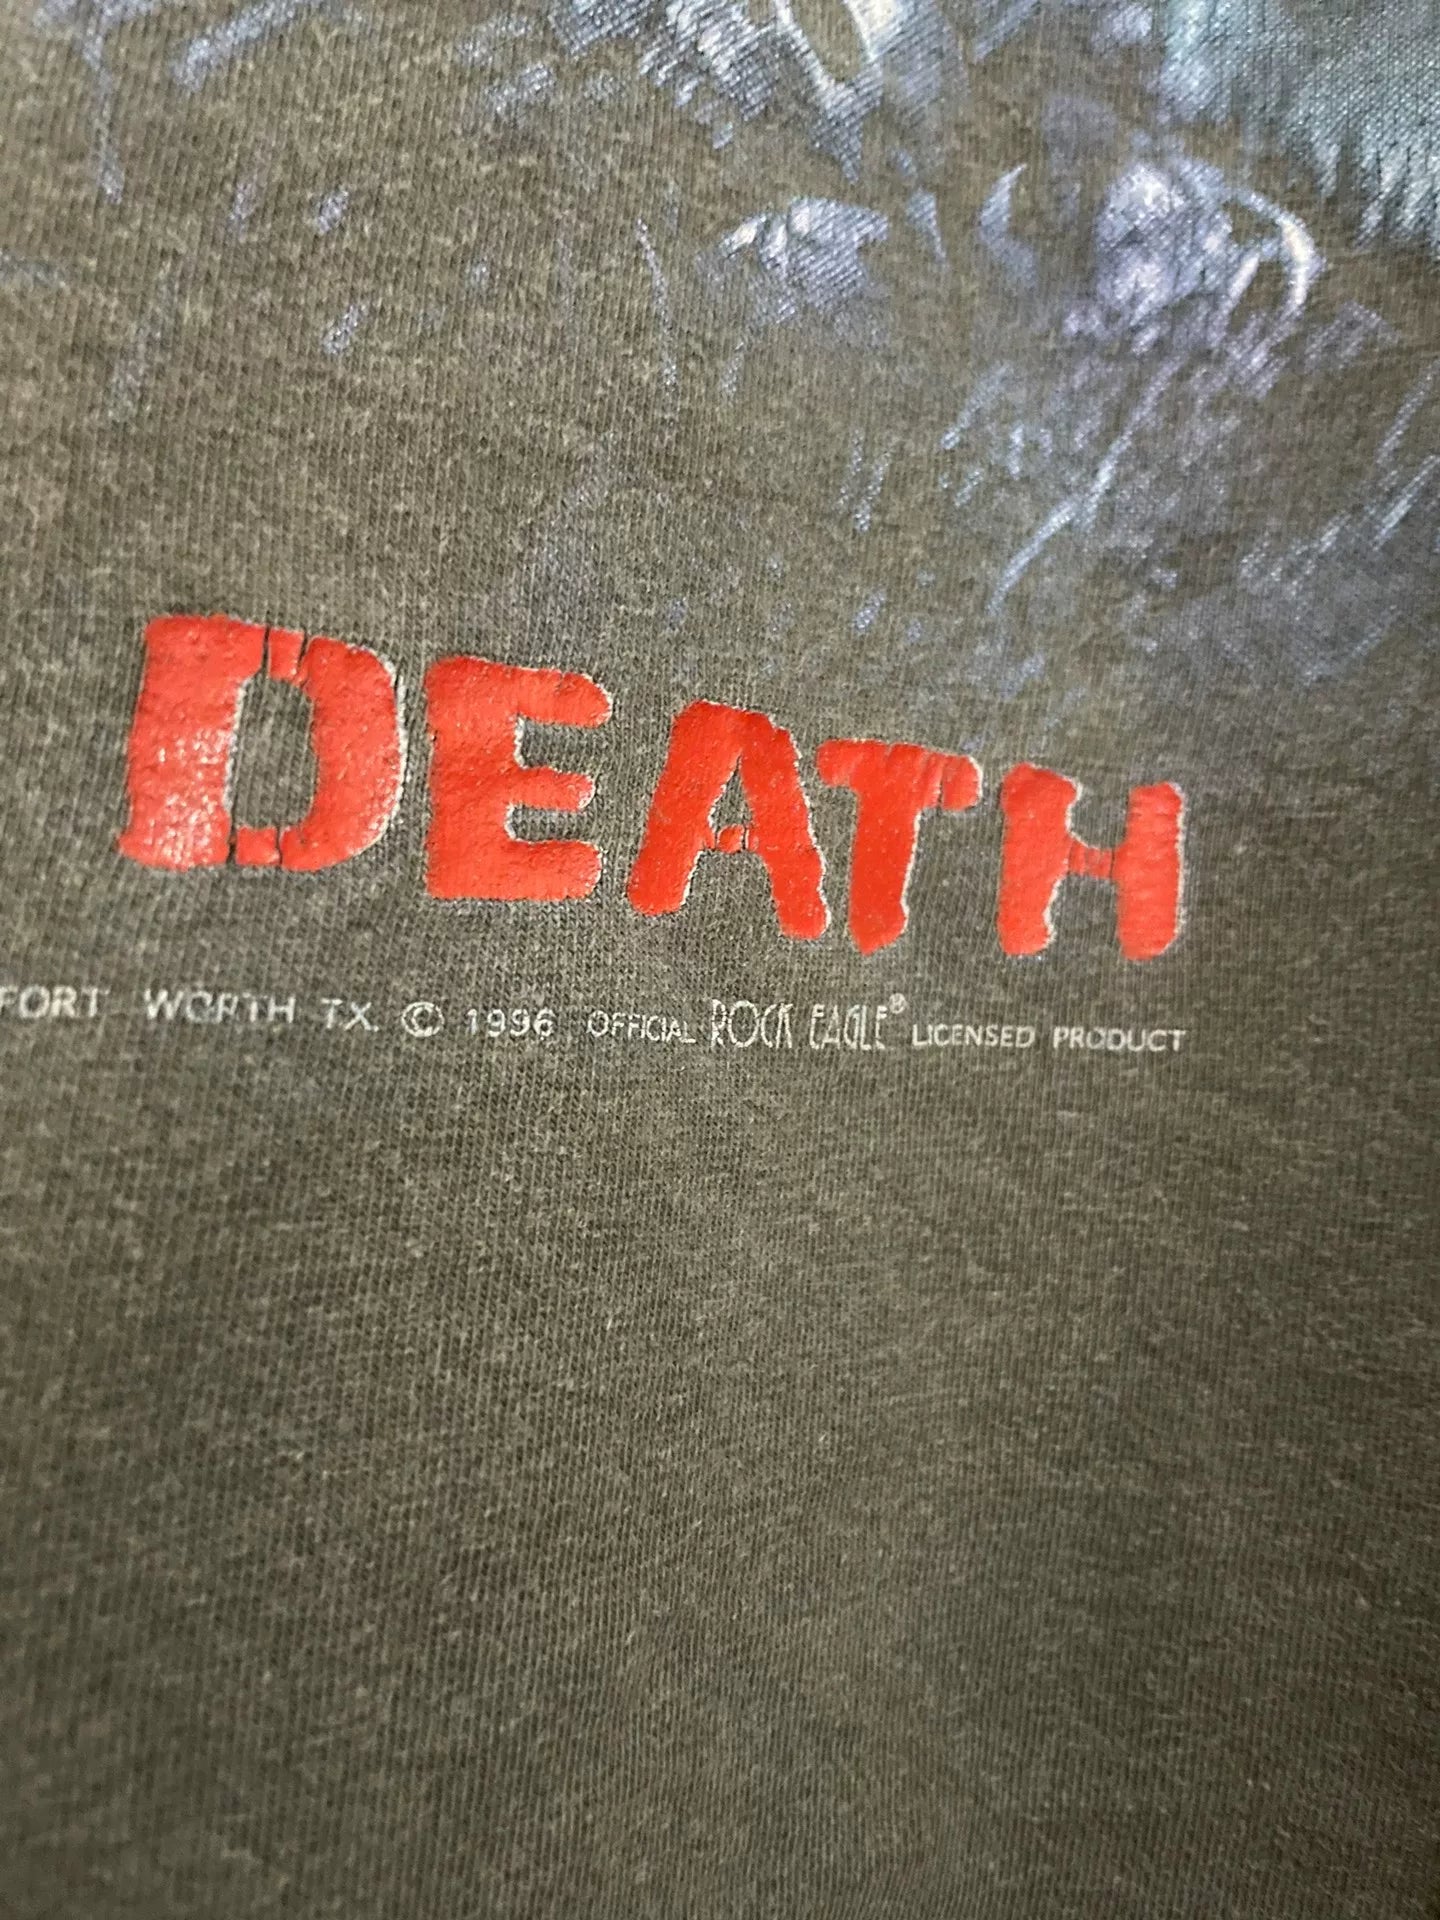 DEATH
FORT WORTH TX. © 1996 OFFICIAL ROCK EAGLE® LICENSED PRODUCT